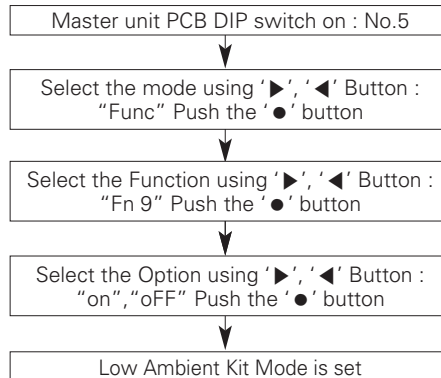 Master unit PCB DIP switch on : No.5
Select the mode using ‘▶’, ‘◀’ Button :
“Func” Push the ‘●’ button
Select the Function using ‘▶’, ‘◀’ Button :
“Fn 9” Push the ‘●’ button
Select the Option using ‘▶’, ‘◀’ Button :
“on”,“oFF” Push the ‘●’ button
Low Ambient Kit Mode is set